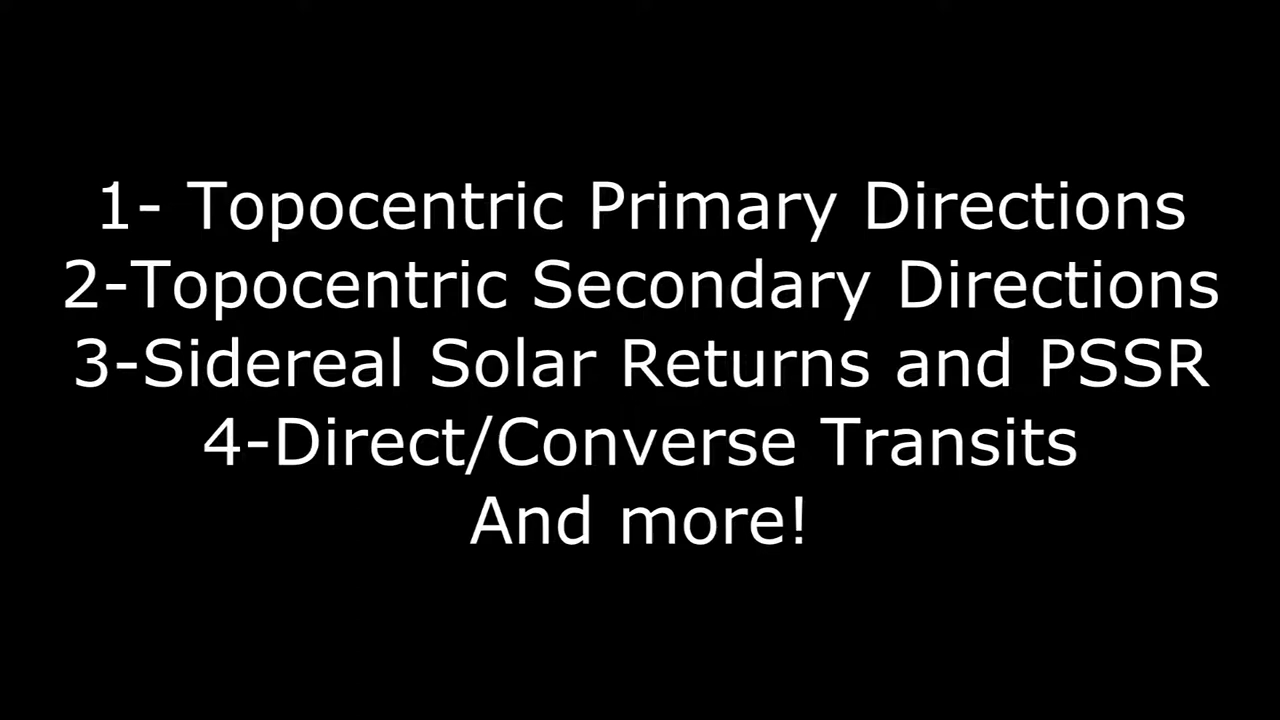 1- Topocentric Primary Directions
2-Topocentric Secondary Directions
3-Sidereal Solar Returns and PSSR
4-Direct/Converse Transits
And more!